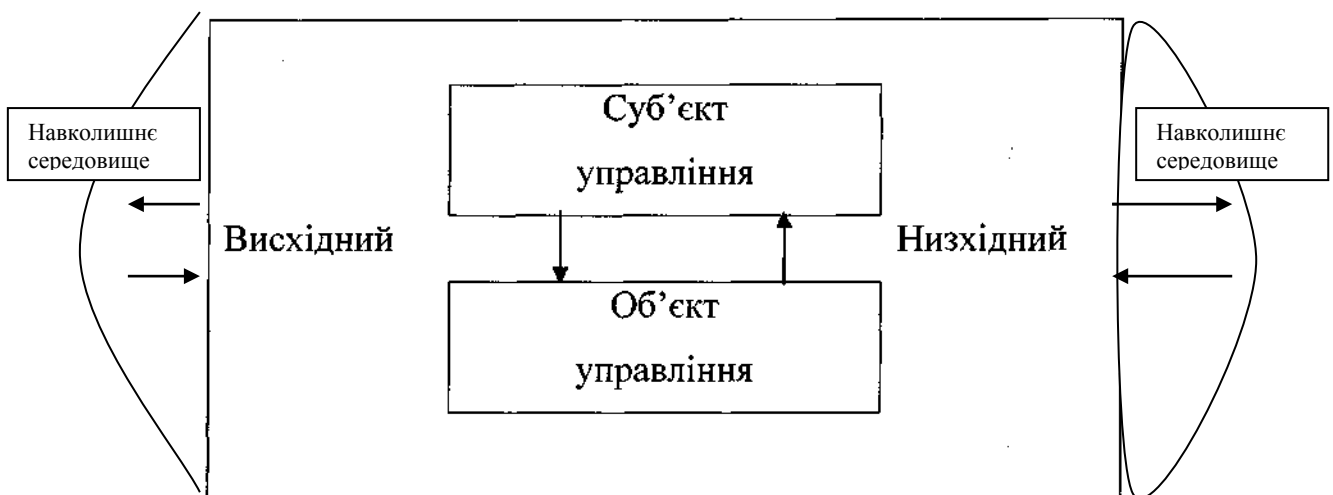 Суб’єкт
управління
Навколишнє
середовище
Навколишнє
середовище
Висхідний
Низхідний
Об’єкт
управління